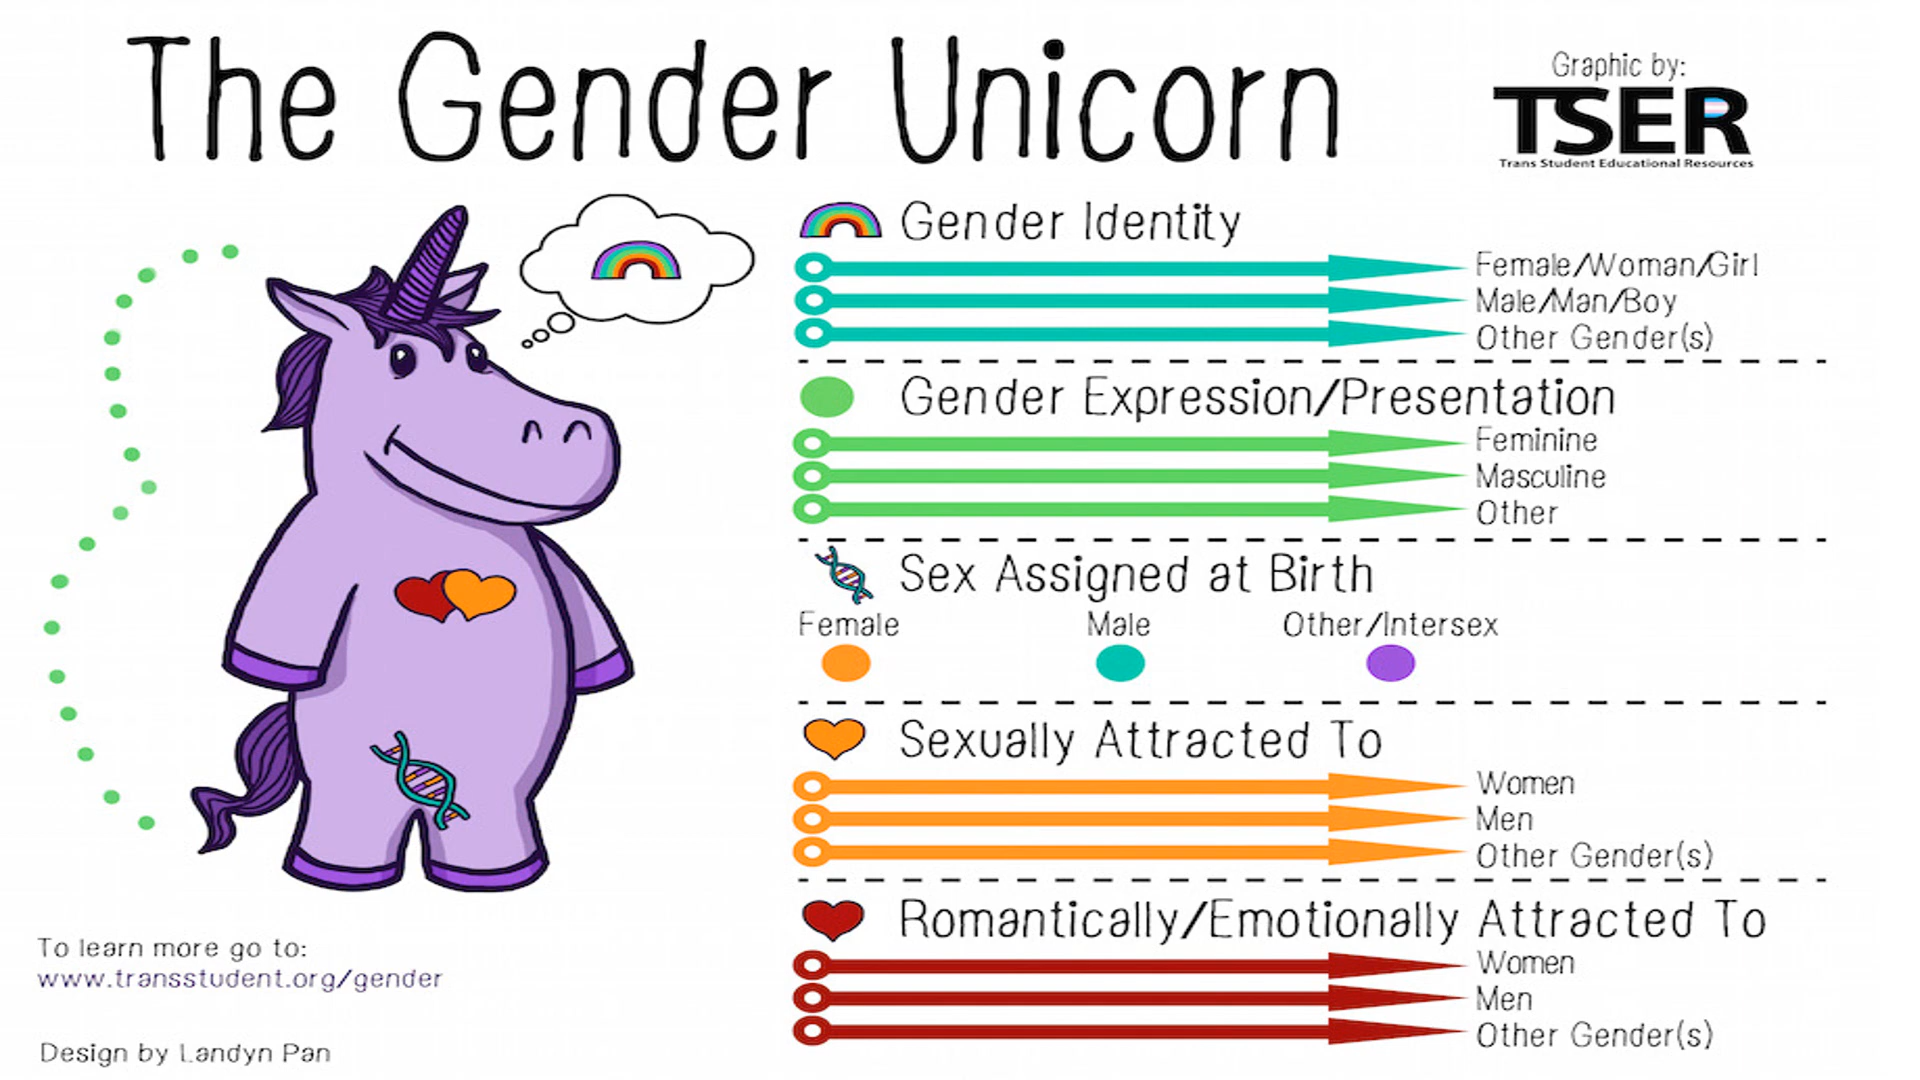 The Gender Unicorn
Graphic by:
TSER
Trans Student Educational Resources
Gender Identity
Female/Woman/Girl
Male/Man/Boy
Other Gender(s)
Gender Expression/Presentation
Feminine
Masculine
Other
Sex Assigned at Birth
Female Male Other/Intersex
Sexually Attracted To
Women
Men
Other Gender(s)
Romantically/Emotionally Attracted To
Women
Men
Other Gender(s)
To learn more go to:
www.transstudent.org/gender
Design by Landyn Pan